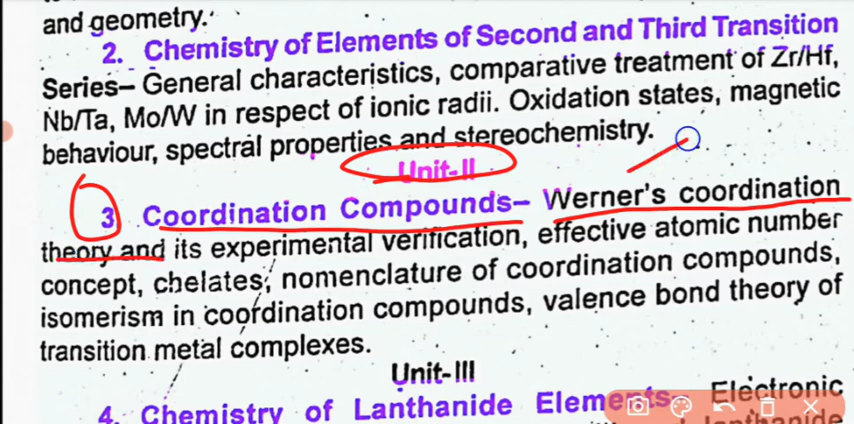 and geometry.
2. Chemistry of Elements of Second and Third Transition
Series– General characteristics, comparative treatment of Zr/Hf,
Nb/Ta, Mo/W in respect of ionic radii. Oxidation states, magnetic
behaviour, spectral properties and stereochemistry.
Unit-II
3. Coordination Compounds– Werner's coordination
theory and its experimental verification, effective atomic number
concept, chelates, nomenclature of coordination compounds,
isomerism in coordination compounds, valence bond theory of
transition metal complexes.
Unit-III
4. Chemistry of Lanthanide Elements– Electronic
lanthanide